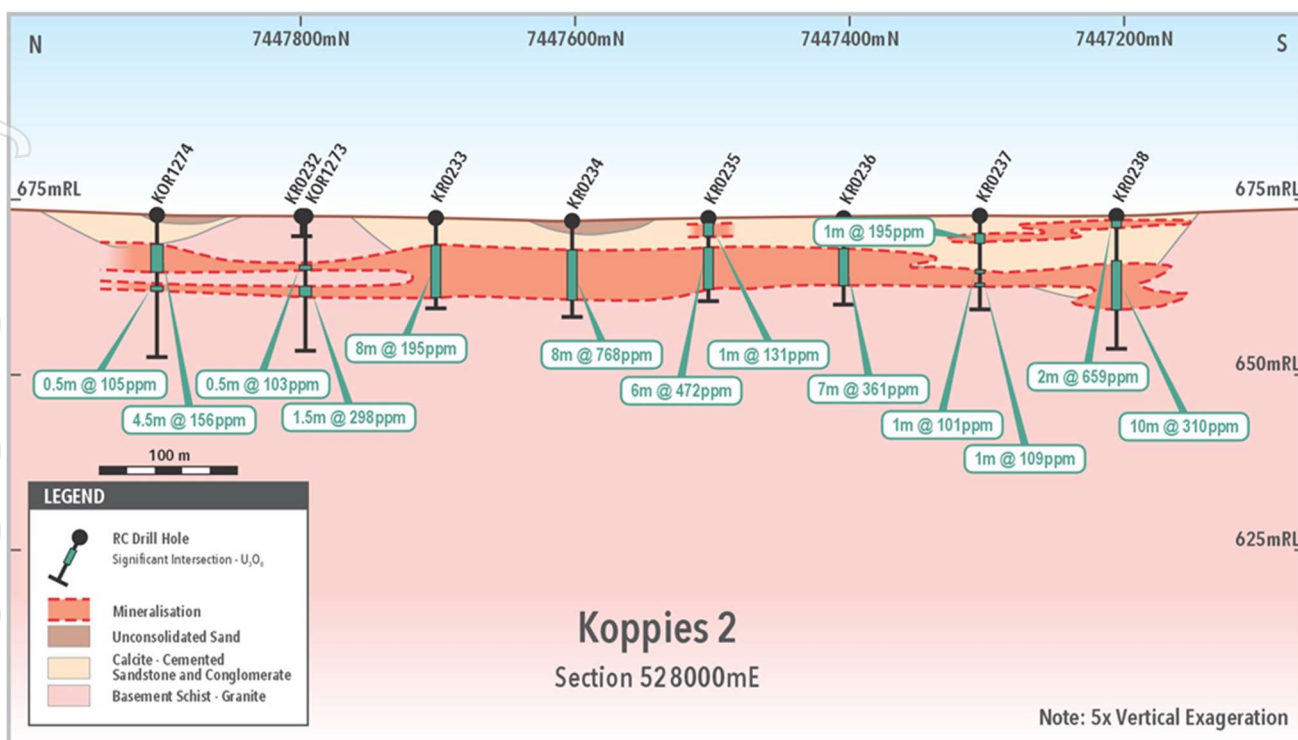 N
7447800mN
7447600mN
7447400mN
7447200mN
S
675mRL
KOR1274
KR0232
KOR1273
KR0233
KR0234
KR0235
KR0236
KR0237
KR0238
675mRL
1m @ 195ppm
8m @ 195ppm
8m @ 768ppm
1m @ 131ppm
650mRL
0.5m @ 105ppm
0.5m @ 103ppm
6m @ 472ppm
7m @ 361ppm
2m @ 659ppm
4.5m @ 156ppm
1.5m @ 298ppm
1m @ 101ppm
10m @ 310ppm
1m @ 109ppm
100 m
LEGEND
RC Drill Hole
Significant Intersection - U₃O₈
Mineralisation
Unconsolidated Sand
Calcite - Cemented
Sandstone and Conglomerate
Basement Schist - Granite
625mRL
Koppies 2
Section 528000mE
Note: 5x Vertical Exageration